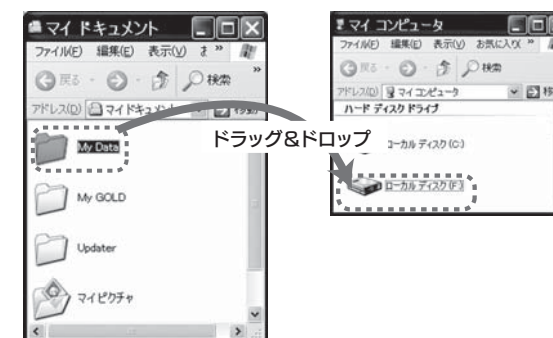 マイ ドキュメント
ファイル(F) 編集(E) 表示(V)
戻る 検索
アドレス(D) マイ ドキュメント 移動
My Data
My GOLD
Updater
マイ ピクチャ
ドラッグ&ドロップ
マイ コンピュータ
ファイル(F) 編集(E) 表示(V) お気に入り(
戻る 検索
アドレス(D) マイ コンピュータ 移
ハード ディスク ドライブ
ローカル ディスク (C:)
ローカル ディスク (F:)